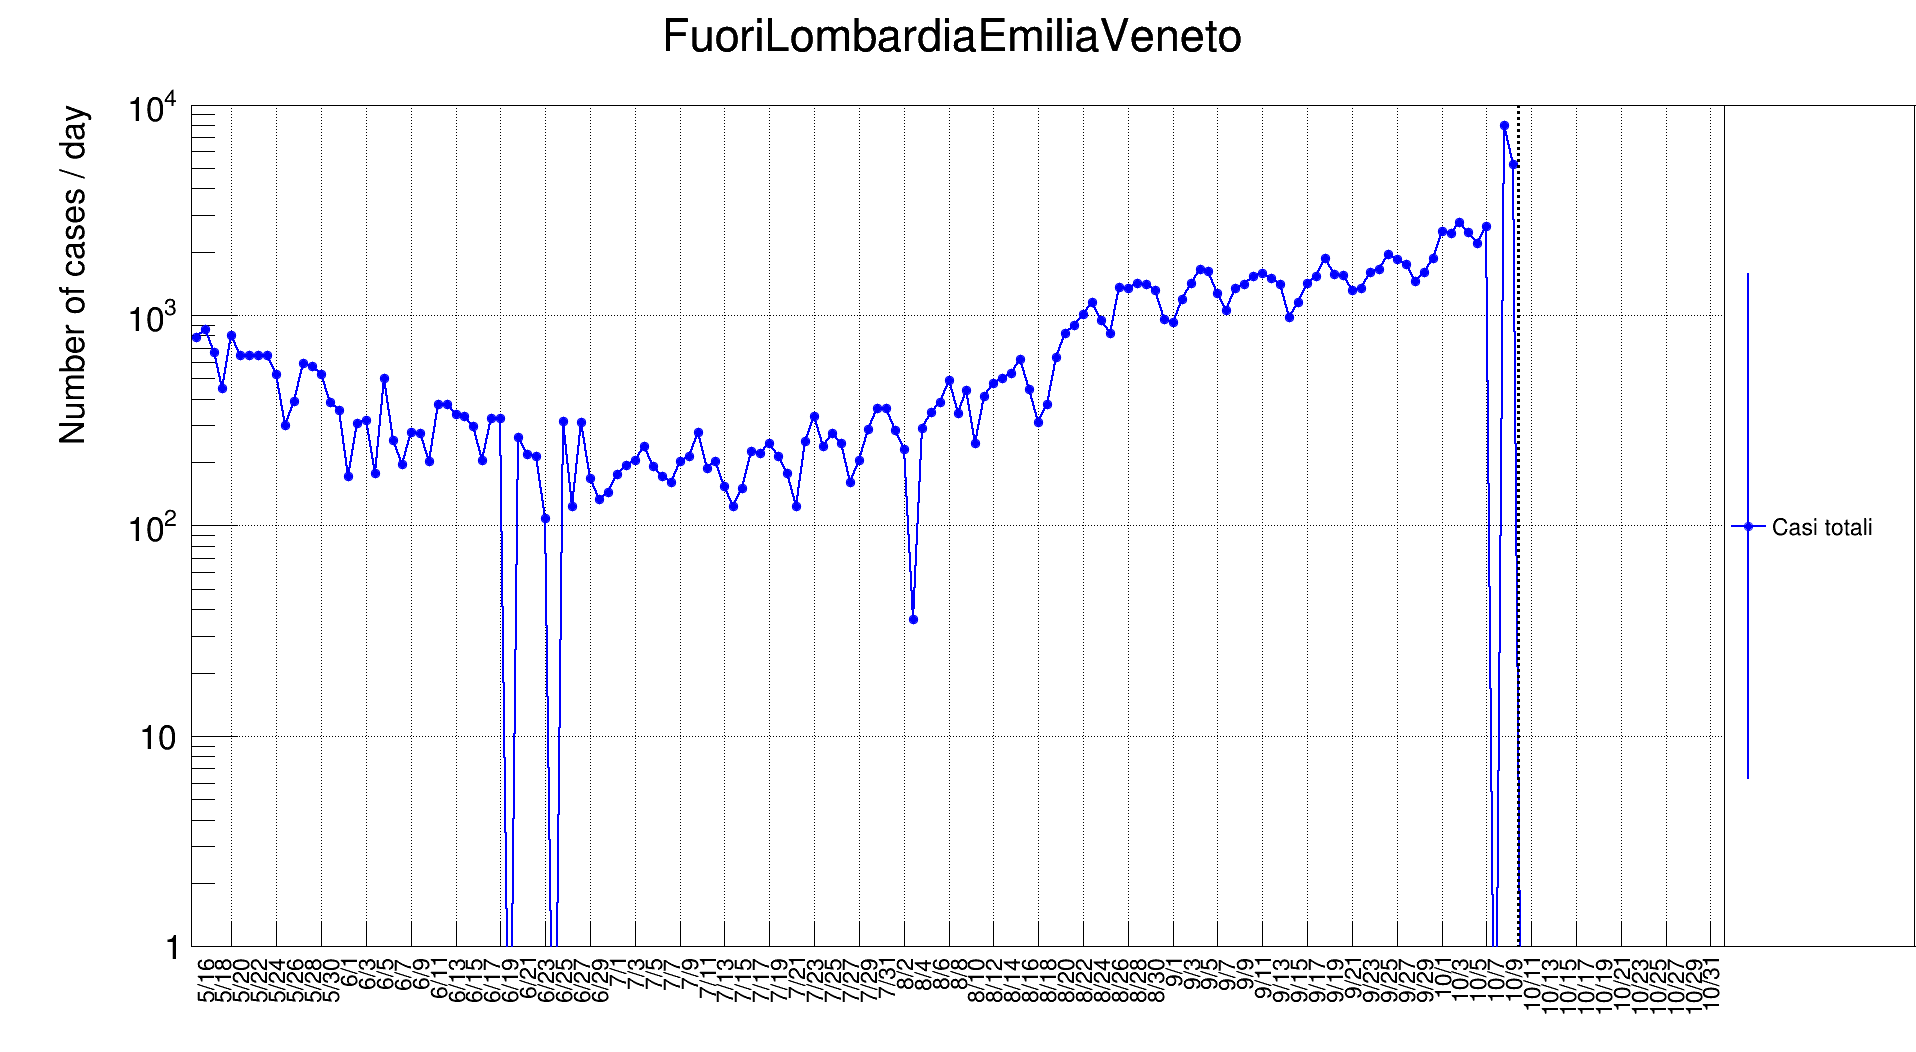 FuoriLombardiaEmiliaVeneto
Number of cases / day
10⁴
10³
10²
10
1
Casi totali
5/16 5/18 5/20 5/22 5/24 5/26 5/28 5/30 6/1 6/3 6/5 6/7 6/9 6/11 6/13 6/15 6/17 6/19 6/21 6/23 6/25 6/27 6/29 7/1 7/3 7/5 7/7 7/9 7/11 7/13 7/15 7/17 7/19 7/21 7/23 7/25 7/27 7/29 7/31 8/2 8/4 8/6 8/8 8/10 8/12 8/14 8/16 8/18 8/20 8/22 8/24 8/26 8/28 8/30 9/1 9/3 9/5 9/7 9/9 9/11 9/13 9/15 9/17 9/19 9/21 9/23 9/25 9/27 9/29 10/1 10/3 10/5 10/7 10/9 10/11 10/13 10/15 10/17 10/19 10/21 10/23 10/25 10/27 10/29 10/31